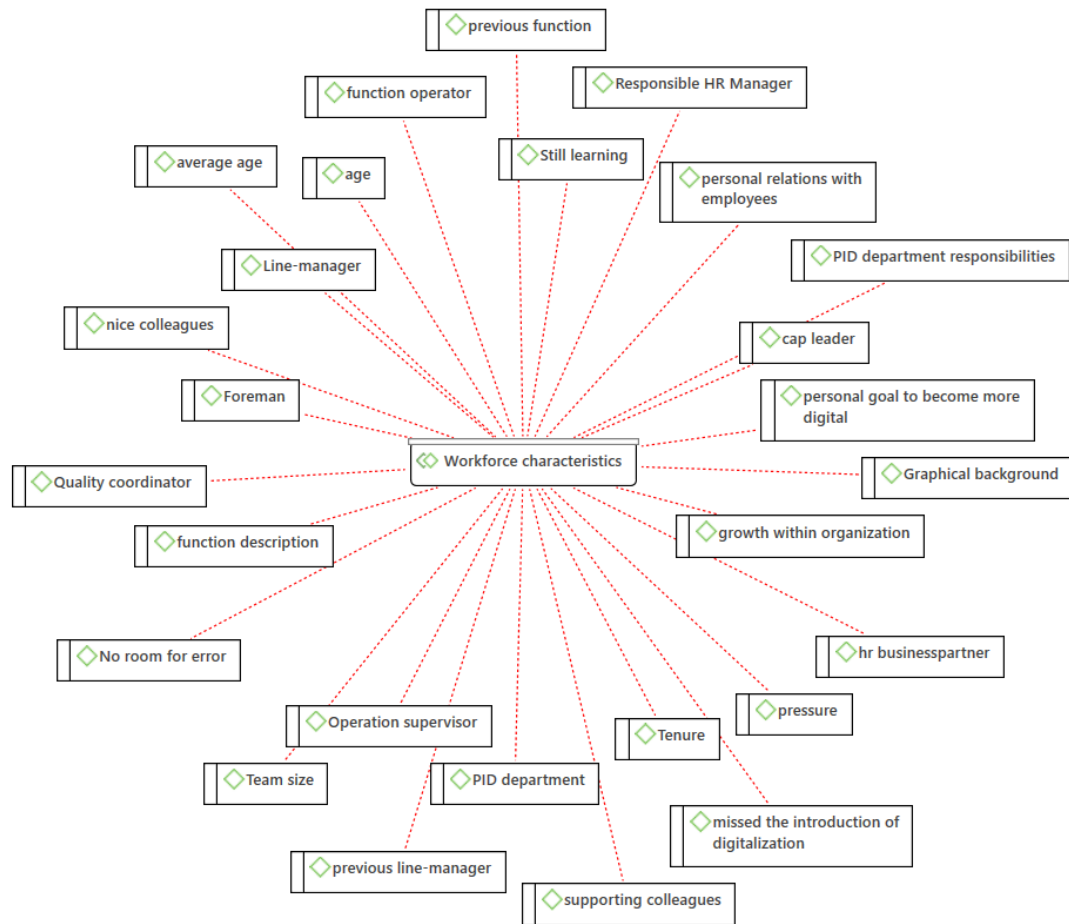 previous function
Responsible HR Manager
function operator
Still learning
average age
age
personal relations with
employees
PID department responsibilities
Line-manager
nice colleagues
cap leader
Foreman
personal goal to become more
digital
Workforce characteristics
Quality coordinator
Graphical background
function description
growth within organization
No room for error
hr businesspartner
pressure
Operation supervisor
Tenure
Team size
PID department
missed the introduction of
digitalization
previous line-manager
supporting colleagues